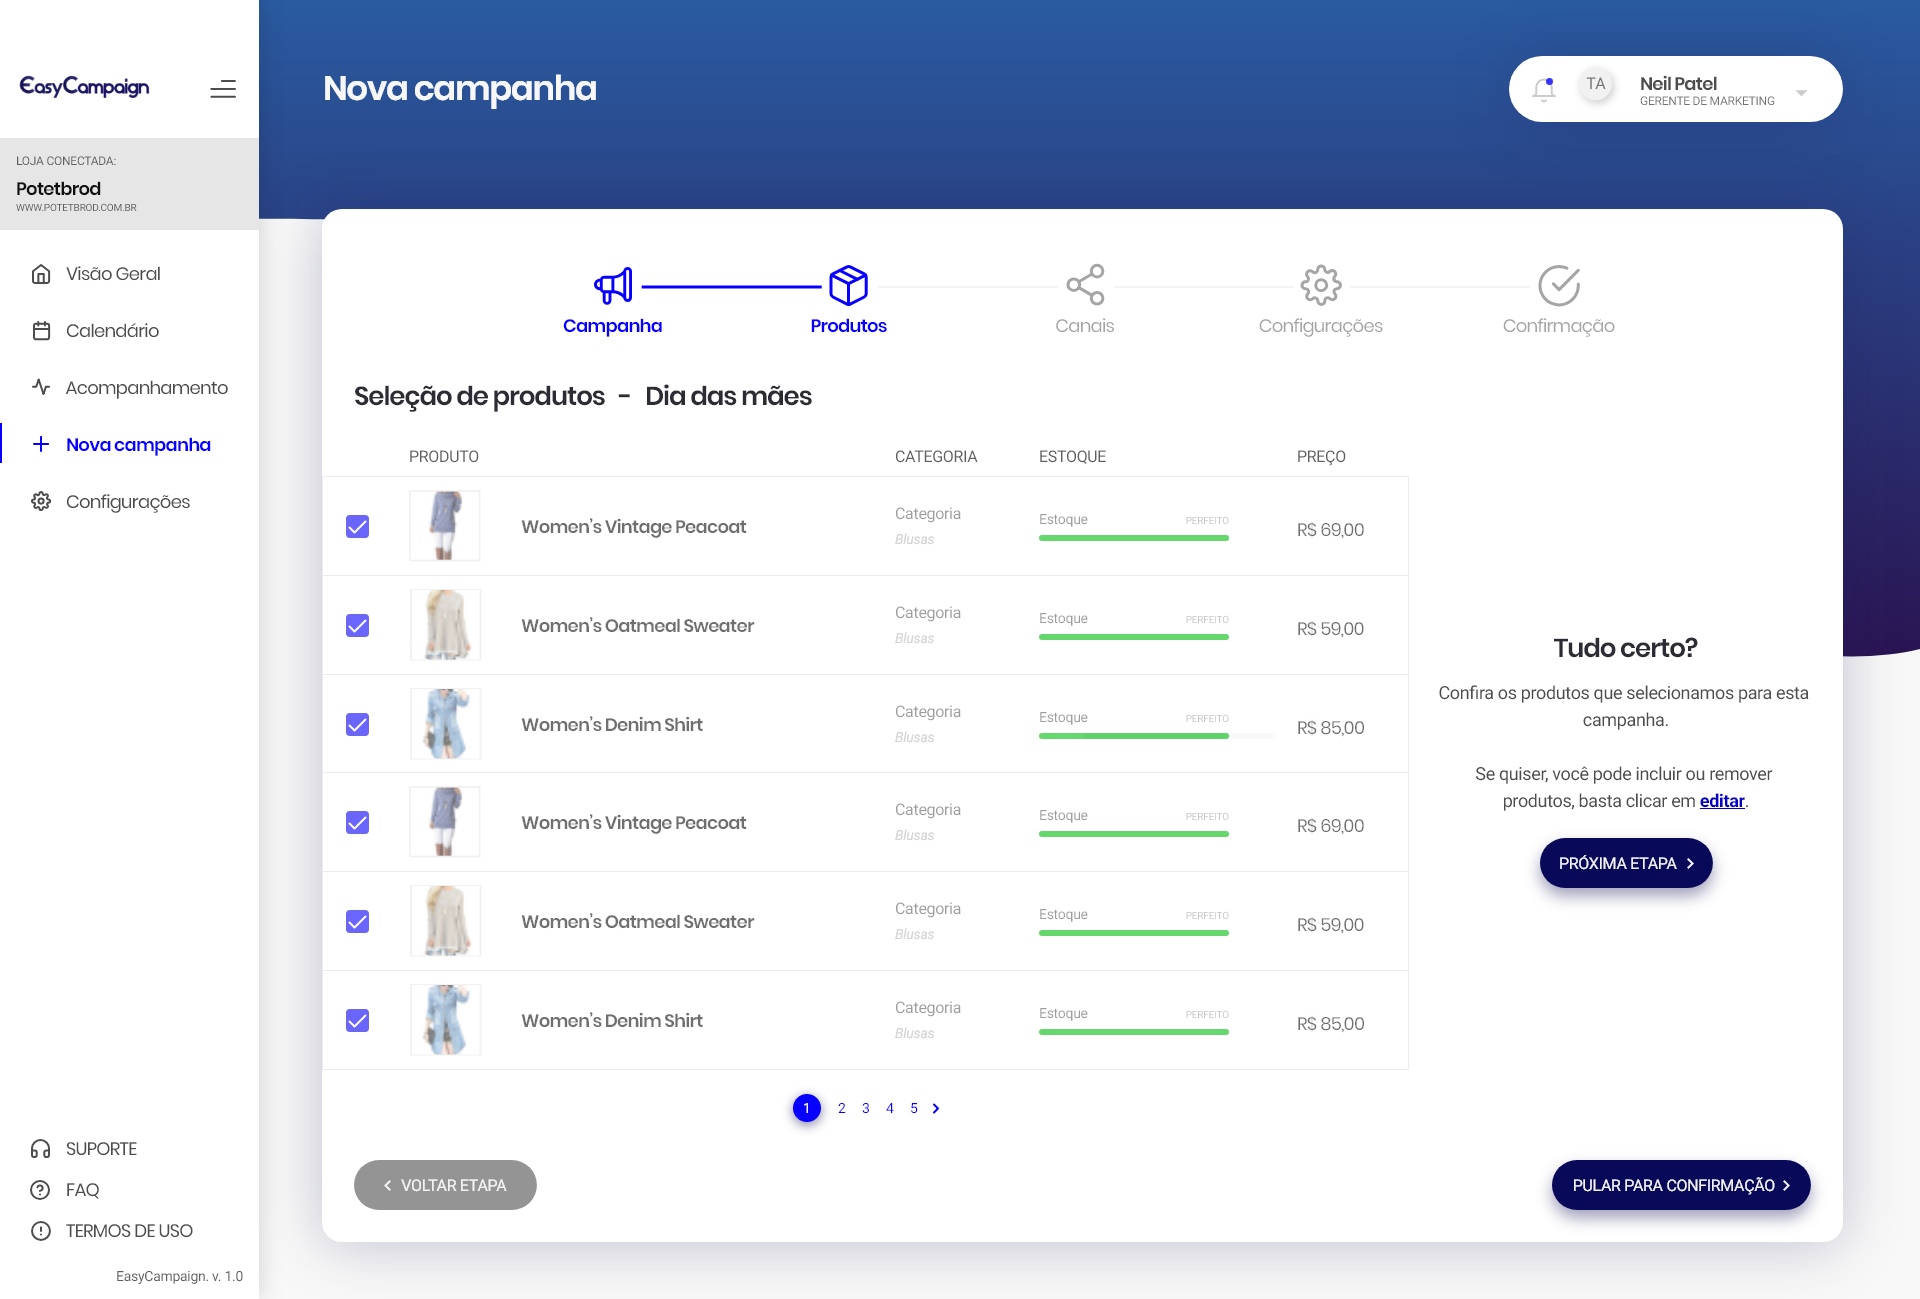 EasyCampaign
LOJA CONECTADA:
Potetbrod
WWW.POTETBROD.COM.BR
Visão Geral
Calendário
Acompanhamento
Nova campanha
Configurações
SUPORTE
FAQ
TERMOS DE USO
EasyCampaign. v. 1.0
Nova campanha
TA
Neil Patel
GERENTE DE MARKETING
Campanha
Produtos
Canais
Configurações
Confirmação
Seleção de produtos - Dia das mães
PRODUTO CATEGORIA ESTOQUE PREÇO
Women's Vintage Peacoat
Categoria
Blusas
Estoque PERFEITO
R$ 69,00
Women's Oatmeal Sweater
Categoria
Blusas
Estoque PERFEITO
R$ 59,00
Women's Denim Shirt
Categoria
Blusas
Estoque PERFEITO
R$ 85,00
Women's Vintage Peacoat
Categoria
Blusas
Estoque PERFEITO
R$ 69,00
Women's Oatmeal Sweater
Categoria
Blusas
Estoque PERFEITO
R$ 59,00
Women's Denim Shirt
Categoria
Blusas
Estoque PERFEITO
R$ 85,00
1 2 3 4 5
Tudo certo?
Confira os produtos que selecionamos para esta
campanha.
Se quiser, você pode incluir ou remover
produtos, basta clicar em editar.
PRÓXIMA ETAPA
VOLTAR ETAPA
PULAR PARA CONFIRMAÇÃO